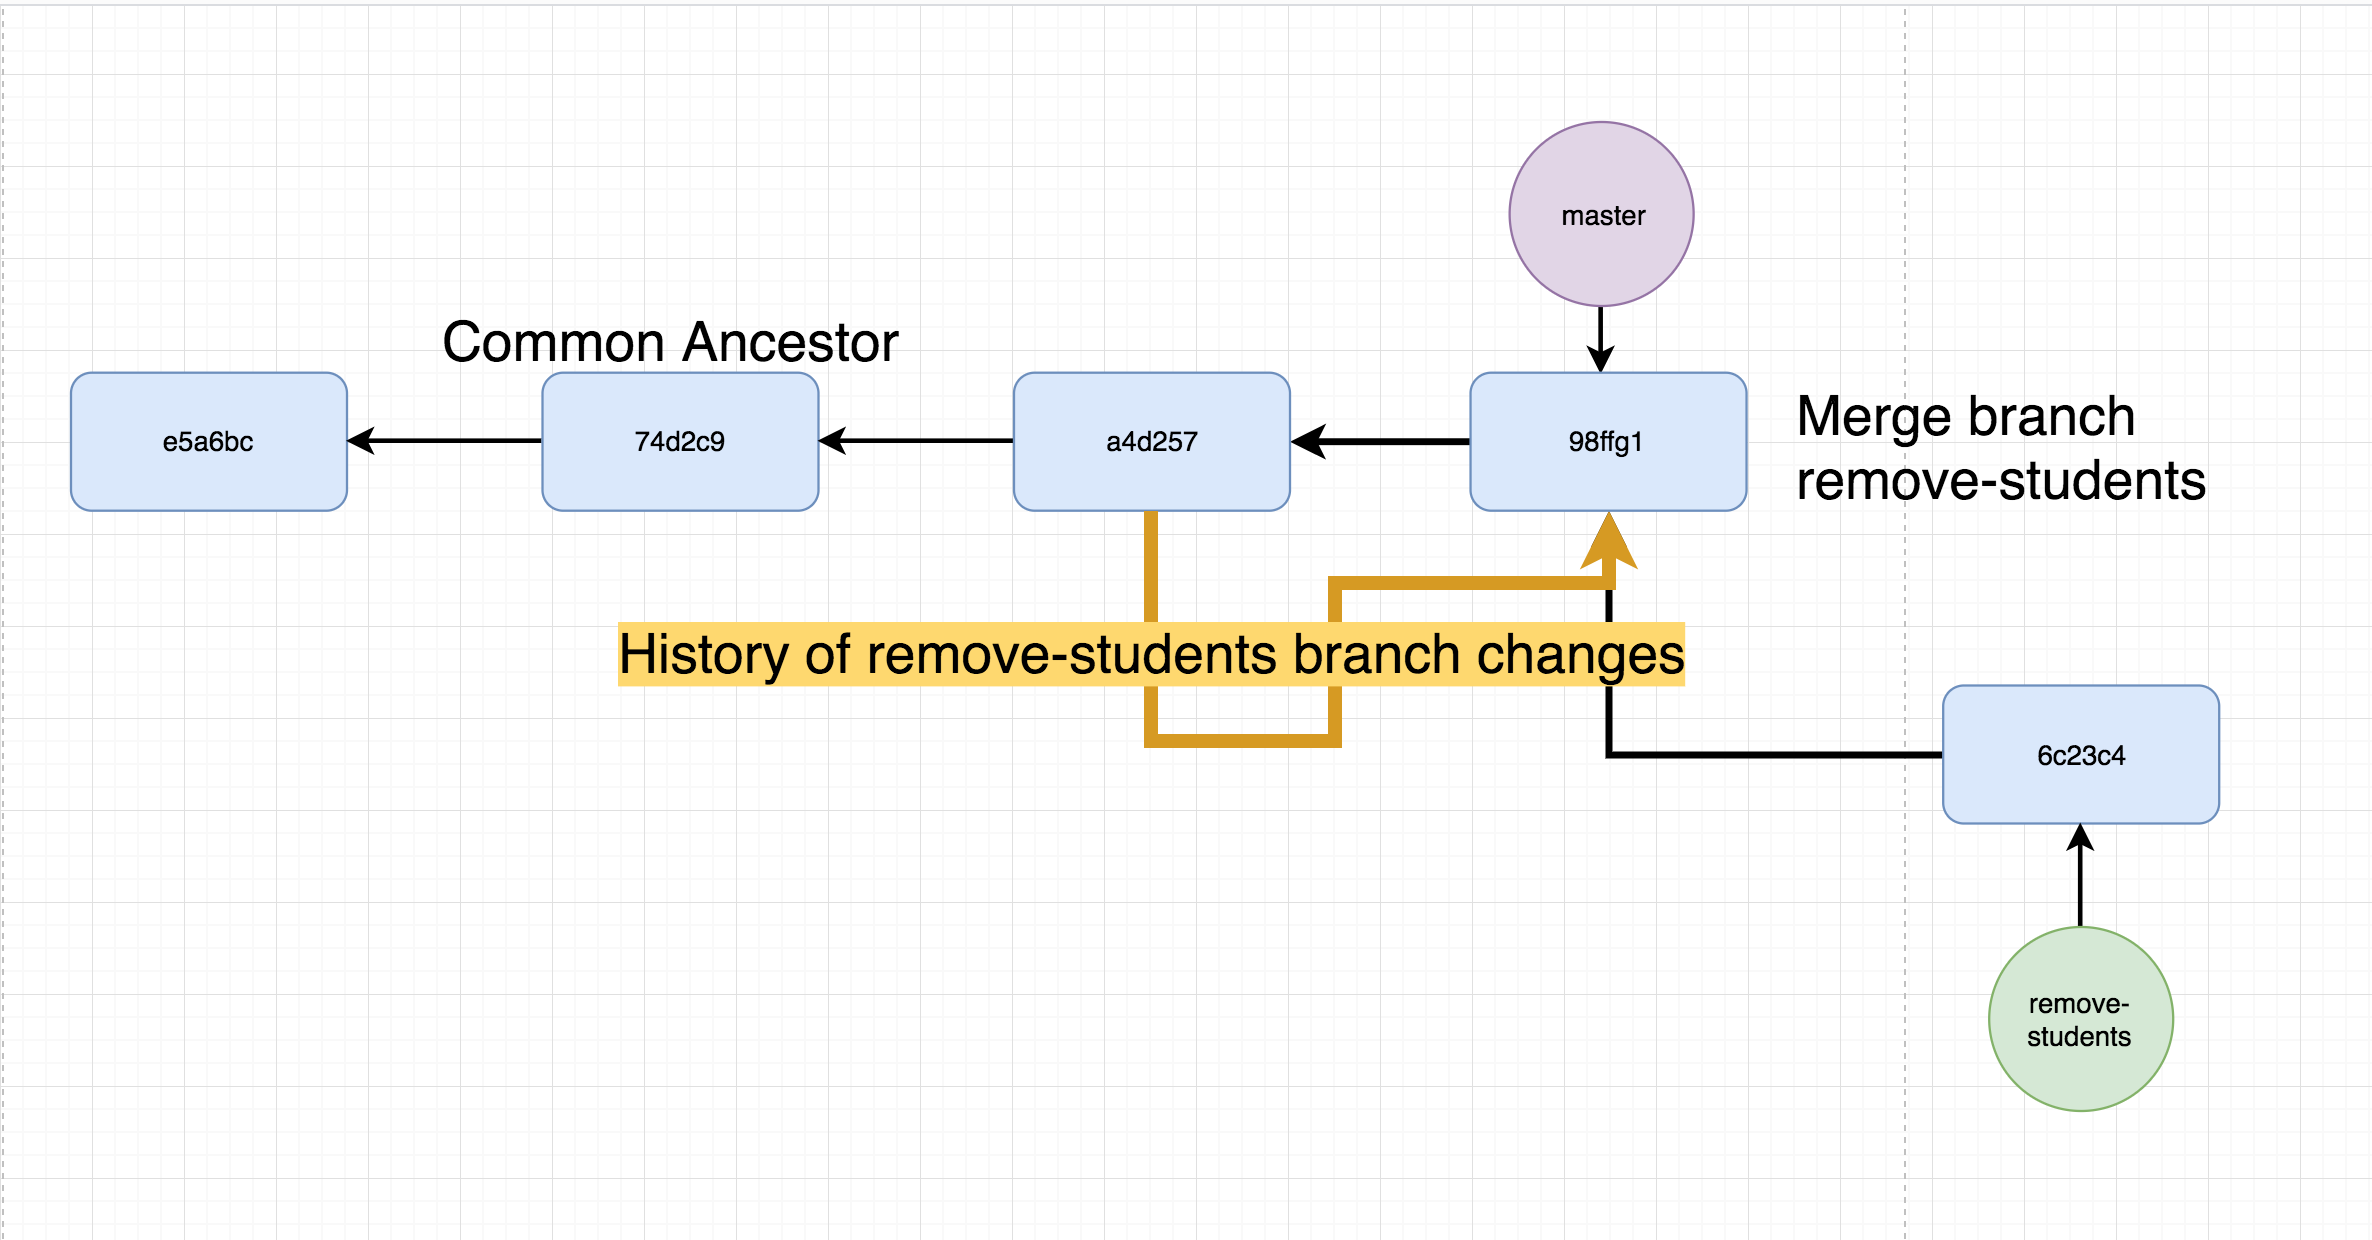 master
Common Ancestor
e5a6bc
74d2c9
a4d257
98ffg1
Merge branch
remove-students
History of remove-students branch changes
6c23c4
remove-
students